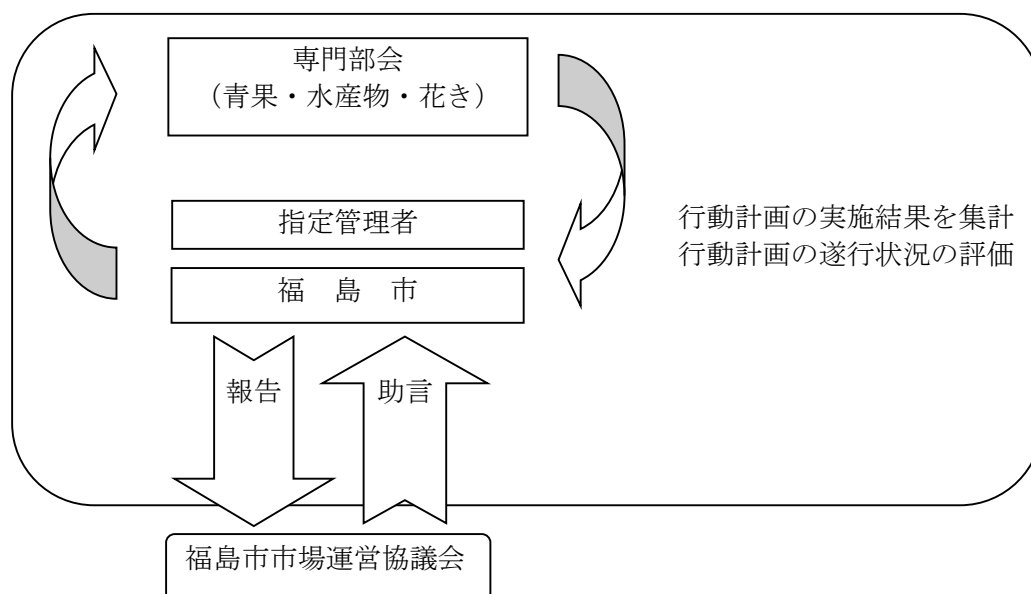 専門部会
（青果・水産物・花き）
指定管理者
福　島　市
行動計画の実施結果を集計
行動計画の遂行状況の評価
報告
助言
福島市市場運営協議会